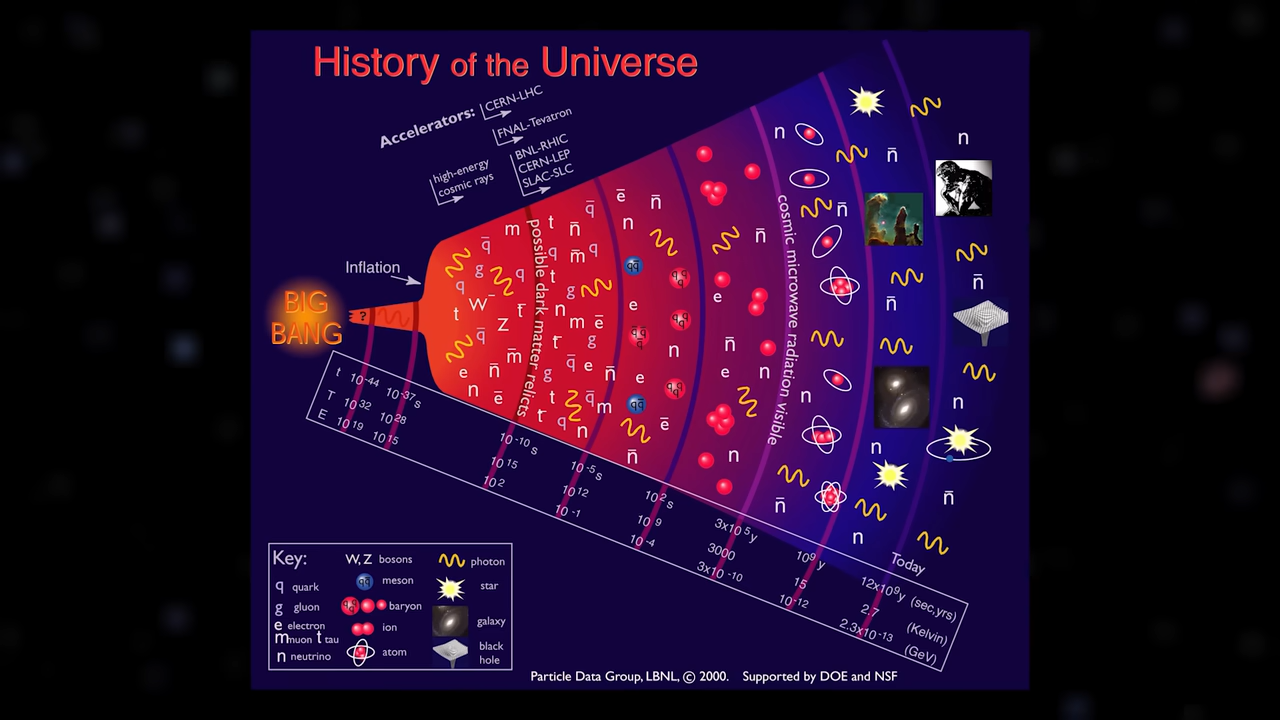 History of the Universe
Accelerators:
CERN-LHC
FNAL-Tevatron
BNL-RHIC
CERN-LEP
SLAC-SLC
high-energy
cosmic rays
Inflation
BIG
BANG
?
possible dark matter relicts
cosmic microwave radiation visible
q̄ m t n̄ q̄ ē n n̄
q̄ g q t q m̄ q
q W⁻ t Z t̄ g n m ē
q̄ m̄ t g q̄ e n̄
e n̄ n ē g t q̄ m
t q n
qq̄
e
n
e
ē
n̄
n̄
e
n̄
e
n
n
n
n̄
n
n̄
n̄
n̄
n
n
n̄
n
n̄
n
t 10⁻⁴⁴ 10⁻³⁷ s 10⁻¹⁰ s 10⁻⁵ s 10² s 3x10⁵ y 10⁹ y 12x10⁹ y (sec,yrs)
T 10³² 10²⁸ 10¹⁵ 10¹² 10⁹ 3000 15 2.7 (Kelvin)
E 10¹⁹ 10¹⁵ 10² 10⁻¹ 10⁻⁴ 3x10⁻¹⁰ 10⁻¹² 2.3x10⁻¹³ (GeV)
Today
Key:
W, Z bosons
photon
q quark
qq̄ meson
star
g gluon
baryon
e electron
ion
galaxy
m muon t tau
n neutrino
atom
black
hole
Particle Data Group, LBNL, © 2000. Supported by DOE and NSF